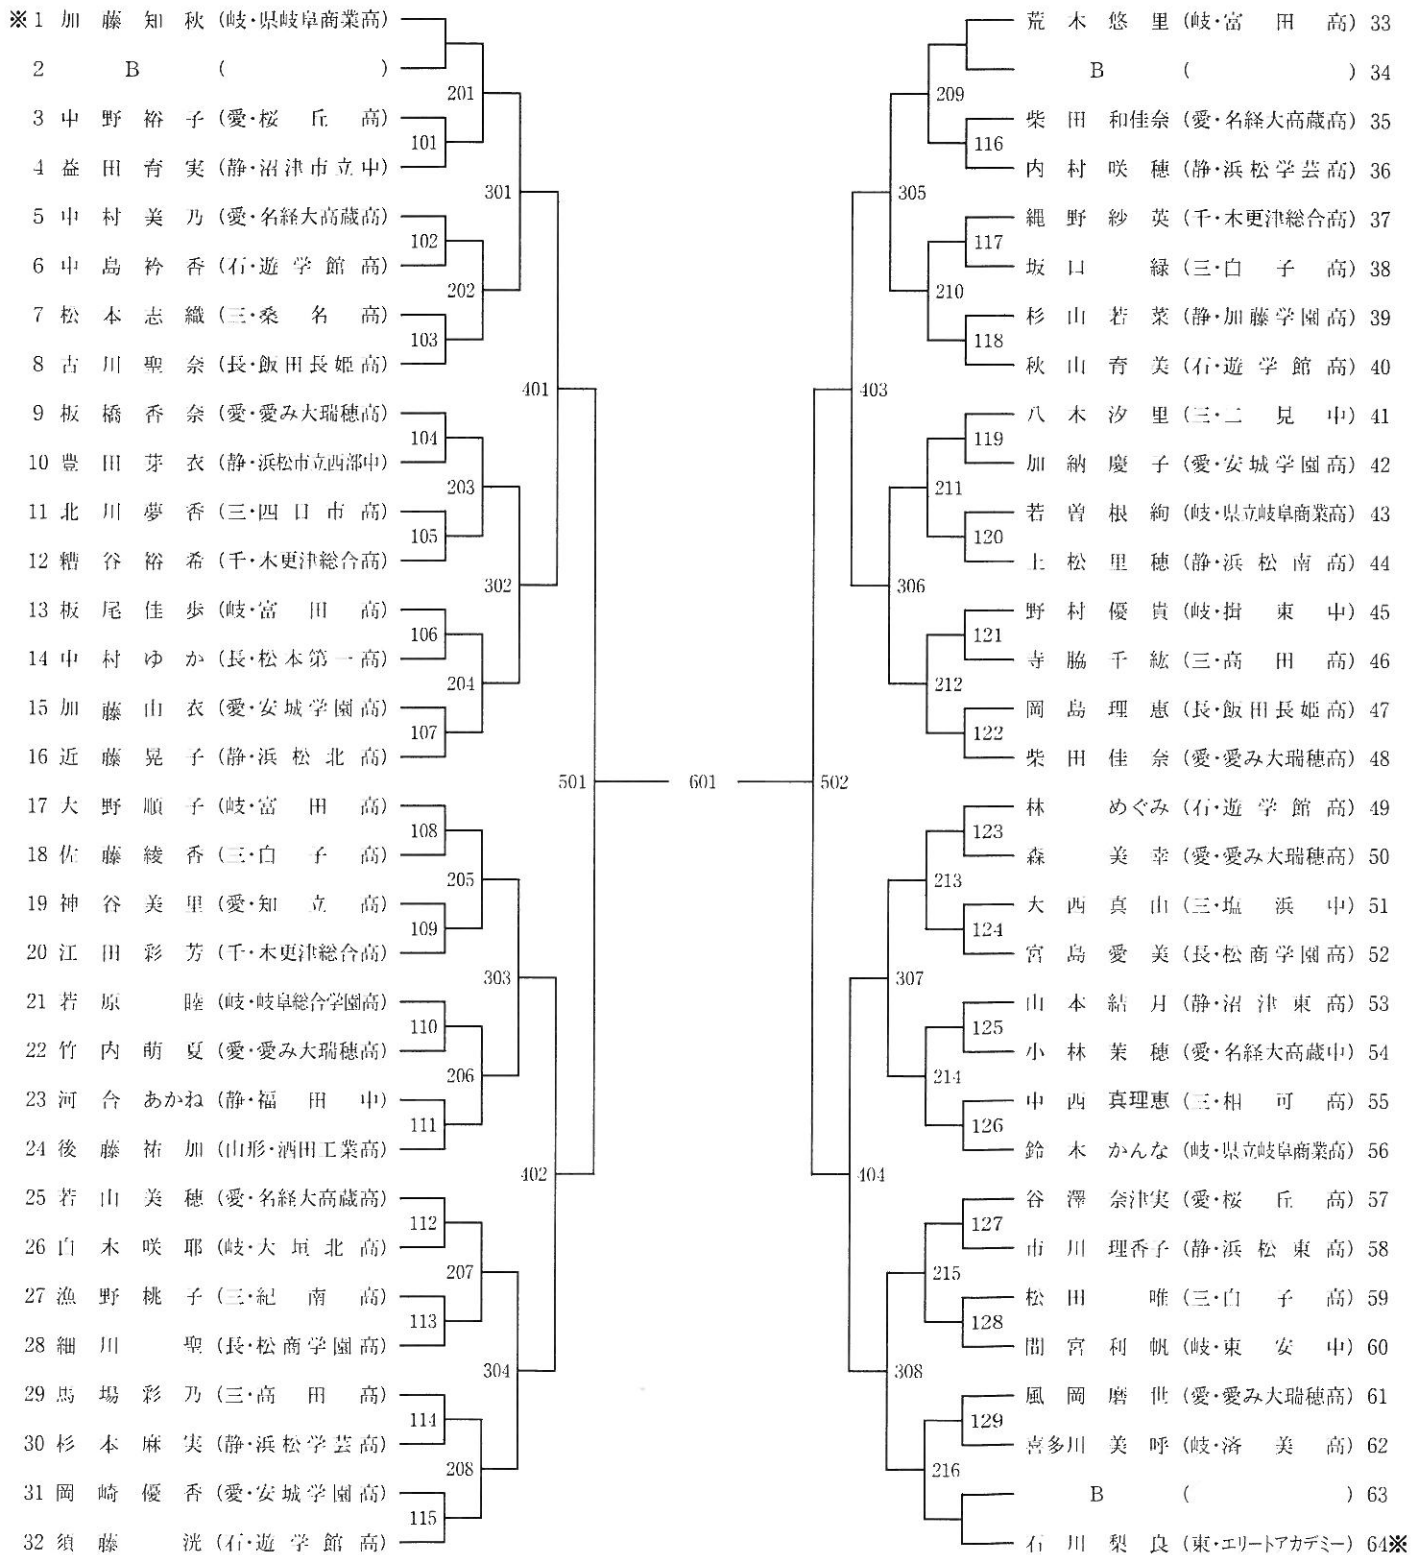 ※1 加藤知秋 (岐・県岐阜商業高)
2 B ( )
201
3 中野裕子 (愛・桜丘高)
101
4 益田育実 (静・沼津市立中)
301
5 中村美乃 (愛・名経大高蔵高)
102
6 中島衿香 (石・遊学館高)
202
7 松本志織 (三・桑名高)
103
8 古川聖奈 (長・飯田長姫高)
401
9 板橋香奈 (愛・愛み大瑞穂高)
104
10 豊田芽衣 (静・浜松市立西部中)
203
11 北川夢香 (三・四日市高)
105
12 糟谷裕希 (千・木更津総合高)
302
13 板尾佳歩 (岐・富田高)
106
14 中村ゆか (長・松本第一高)
204
15 加藤由衣 (愛・安城学園高)
107
16 近藤晃子 (静・浜松北高)
501
17 大野順子 (岐・富田高)
108
18 佐藤綾香 (三・白子高)
205
19 神谷美里 (愛・知立高)
109
20 江田彩芳 (千・木更津総合高)
303
21 若原睦 (岐・岐阜総合学園高)
110
22 竹内萌夏 (愛・愛み大瑞穂高)
206
23 河合あかね (静・福田中)
111
24 後藤祐加 (山形・酒田工業高)
402
25 若山美穂 (愛・名経大高蔵高)
112
26 白木咲耶 (岐・大垣北高)
207
27 漁野桃子 (三・紀南高)
113
28 細川聖 (長・松商学園高)
304
29 馬場彩乃 (三・高田高)
114
30 杉本麻実 (静・浜松学芸高)
208
31 岡崎優香 (愛・安城学園高)
115
32 須藤洸 (石・遊学館高)
601
荒木悠里 (岐・富田高) 33
B ( ) 34
209
柴田和佳奈 (愛・名経大高蔵高) 35
116
内村咲穂 (静・浜松学芸高) 36
305
縄野紗英 (千・木更津総合高) 37
117
坂口緑 (三・白子高) 38
210
杉山若菜 (静・加藤学園高) 39
118
秋山育美 (石・遊学館高) 40
403
八木汐里 (三・二見中) 41
119
加納慶子 (愛・安城学園高) 42
211
若曽根絢 (岐・県立岐阜商業高) 43
120
上松里穂 (静・浜松南高) 44
306
野村優貴 (岐・揖東中) 45
121
寺脇千紘 (三・高田高) 46
212
岡島理恵 (長・飯田長姫高) 47
122
柴田佳奈 (愛・愛み大瑞穂高) 48
502
林めぐみ (石・遊学館高) 49
123
森美幸 (愛・愛み大瑞穂高) 50
213
大西真由 (三・塩浜中) 51
124
宮島愛美 (長・松商学園高) 52
307
山本結月 (静・沼津東高) 53
125
小林茉穂 (愛・名経大高蔵中) 54
214
中西真理恵 (三・相可高) 55
126
鈴木かんな (岐・県立岐阜商業高) 56
404
谷澤奈津実 (愛・桜丘高) 57
127
市川理香子 (静・浜松東高) 58
215
松田唯 (三・白子高) 59
128
間宮利帆 (岐・東安中) 60
308
風岡磨世 (愛・愛み大瑞穂高) 61
129
喜多川美呼 (岐・済美高) 62
216
B ( ) 63
石川梨良 (東・エリートアカデミー) 64※